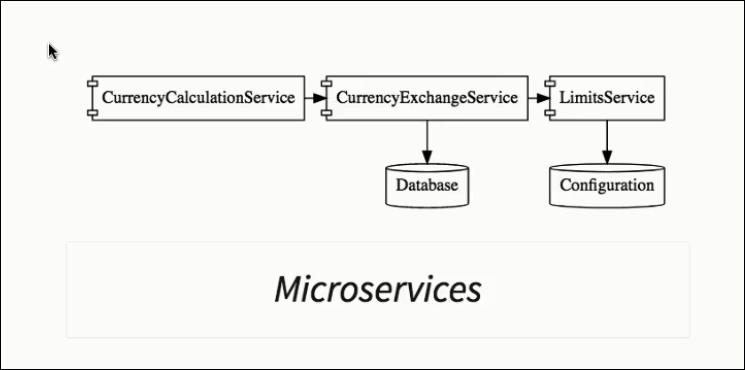 CurrencyCalculationService
CurrencyExchangeService
LimitsService
Database
Configuration
Microservices